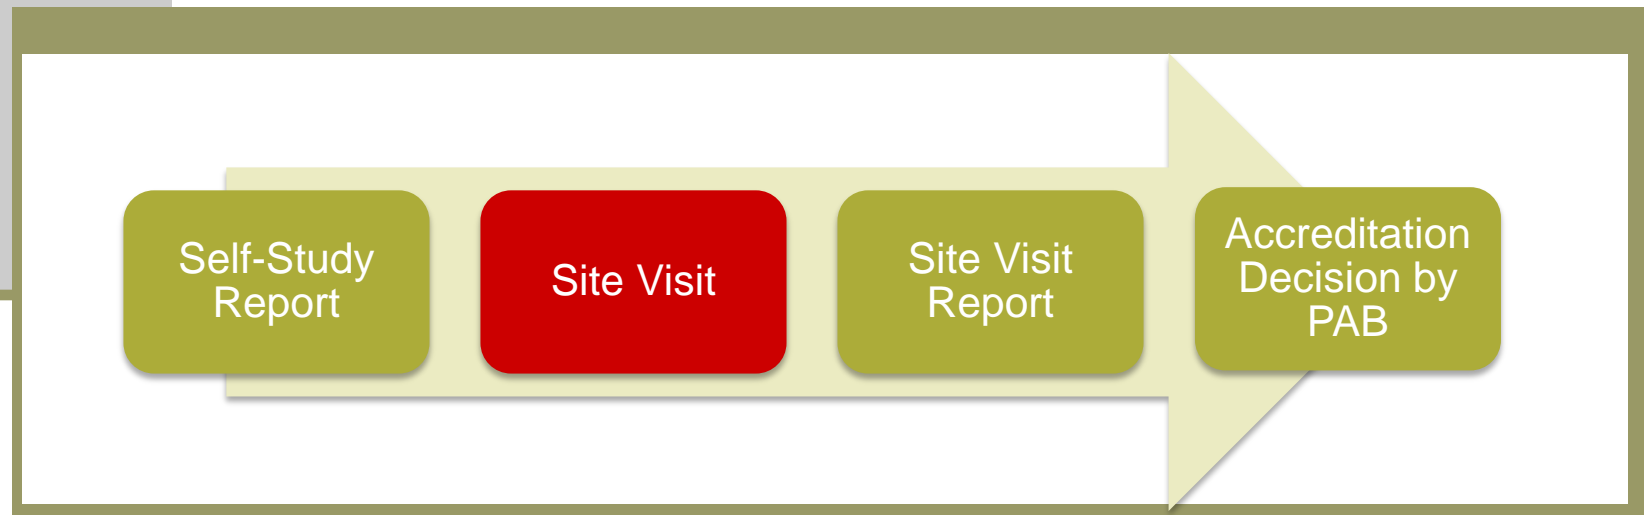 Self-Study
Report
Site Visit
Site Visit
Report
Accreditation
Decision by
PAB